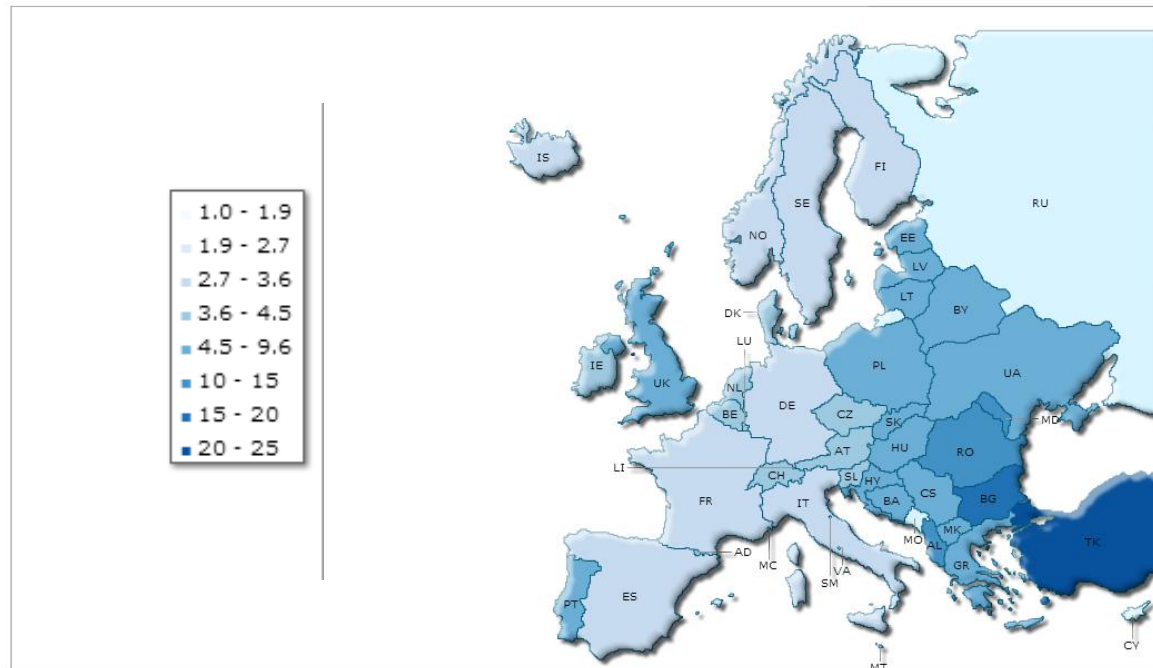 1.0 - 1.9
1.9 - 2.7
2.7 - 3.6
3.6 - 4.5
4.5 - 9.6
10 - 15
15 - 20
20 - 25
IS
FI
SE
RU
NO
EE
LV
LT
DK
BY
LU
IE
NL
PL
UA
UK
BE
DE
CZ
SK
MD
AT
HU
RO
LI
CH
SL
HY
FR
IT
BA
CS
BG
MO
MK
AL
TK
AD
MC
VA
GR
SM
PT
ES
CY
MT